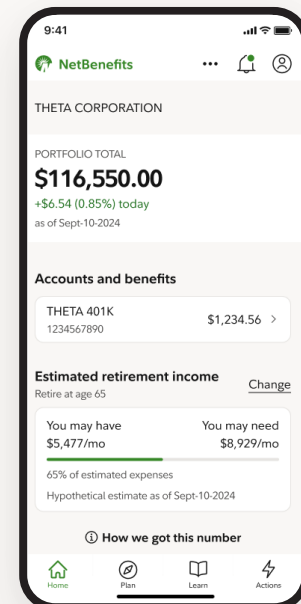 9:41
NetBenefits
THETA CORPORATION
PORTFOLIO TOTAL
$116,550.00
+$6.54 (0.85%) today
as of Sept-10-2024
Accounts and benefits
THETA 401K
1234567890
$1,234.56
Estimated retirement income
Retire at age 65
Change
You may have
$5,477/mo
You may need
$8,929/mo
65% of estimated expenses
Hypothetical estimate as of Sept-10-2024
How we got this number
Home
Plan
Learn
Actions